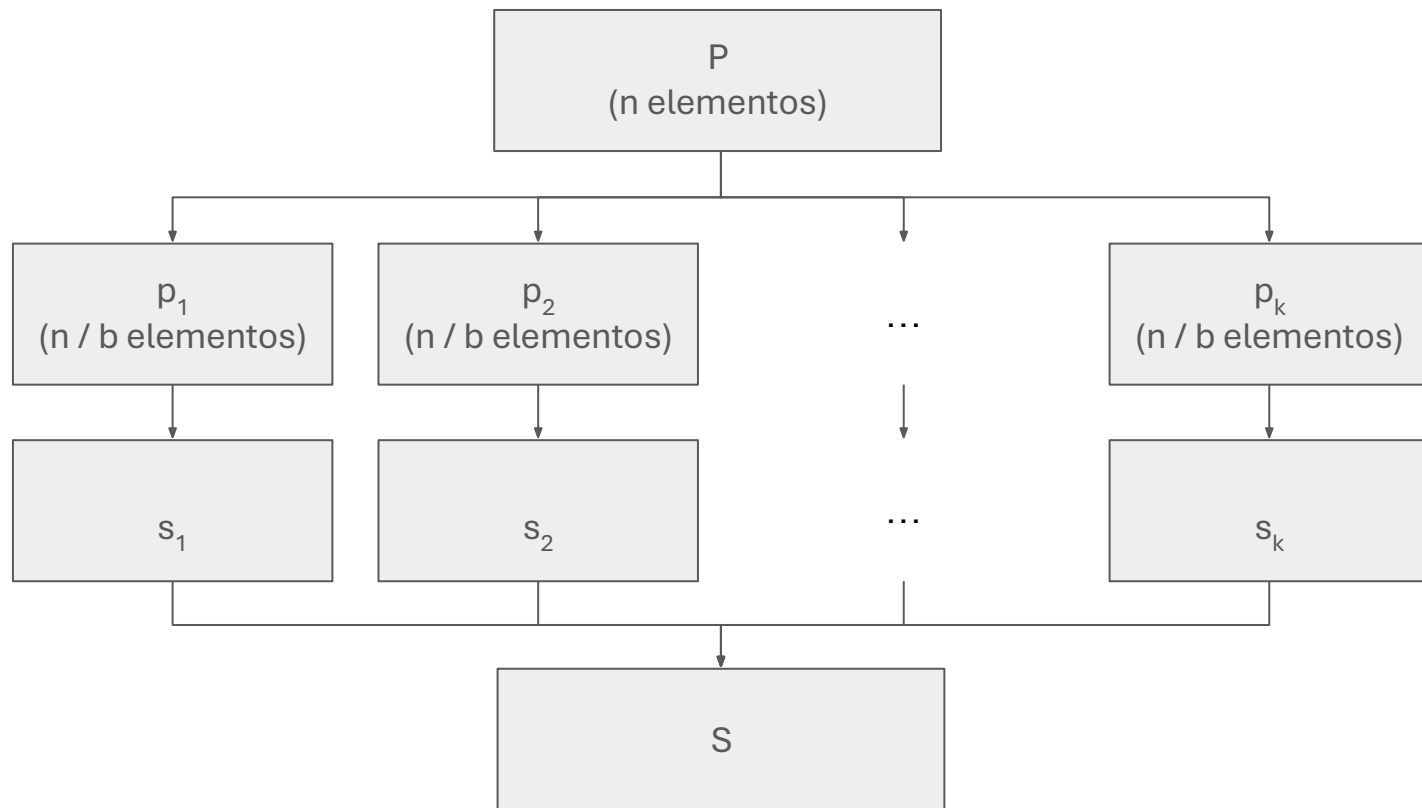 P
(n elementos)
p₁
(n / b elementos)
p₂
(n / b elementos)
...
pₖ
(n / b elementos)
s₁
s₂
...
sₖ
S